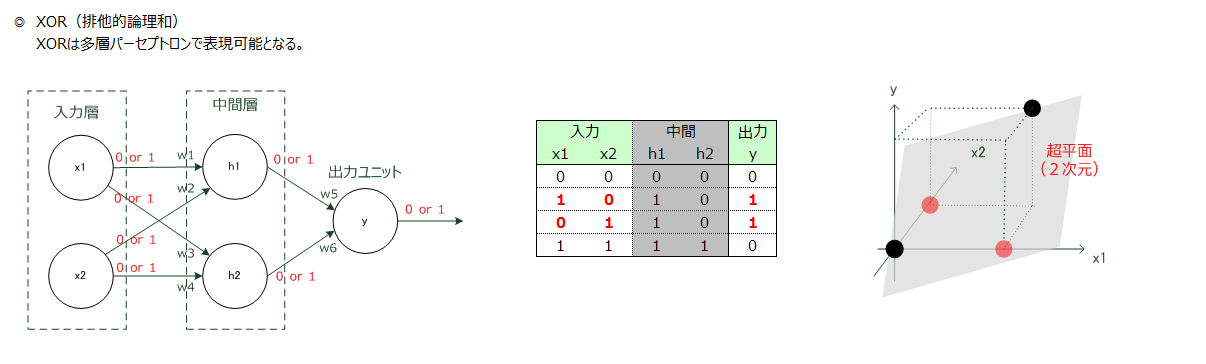 ◎ XOR（排他的論理和）
XORは多層パーセプトロンで表現可能となる。
入力層
中間層
x1
0 or 1
w1
h1
0 or 1
w2
0 or 1
出力ユニット
w5
y
0 or 1
0 or 1
w3
w6
x2
0 or 1
w4
h2
0 or 1
入力 中間 出力
x1 x2 h1 h2 y
0 0 0 0 0
1 0 1 0 1
0 1 1 0 1
1 1 1 1 0
y
x2
超平面
（２次元）
x1